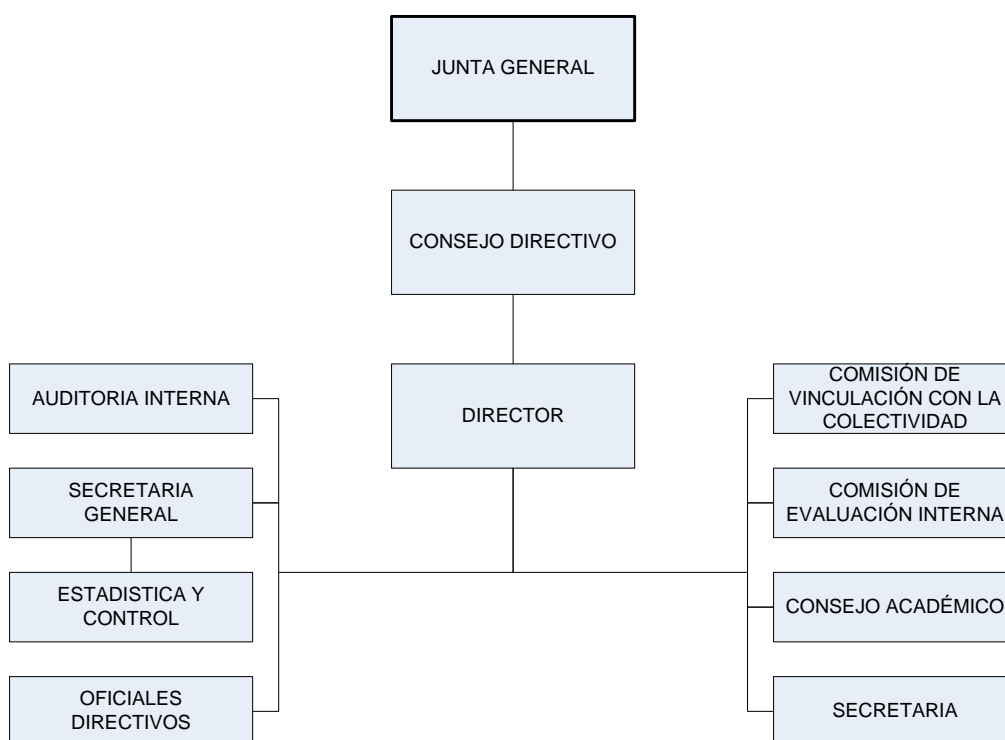 JUNTA GENERAL
CONSEJO DIRECTIVO
DIRECTOR
AUDITORIA INTERNA
SECRETARIA
GENERAL
ESTADISTICA Y
CONTROL
OFICIALES
DIRECTIVOS
COMISIÓN DE
VINCULACIÓN CON LA
COLECTIVIDAD
COMISIÓN DE
EVALUACIÓN INTERNA
CONSEJO ACADÉMICO
SECRETARIA